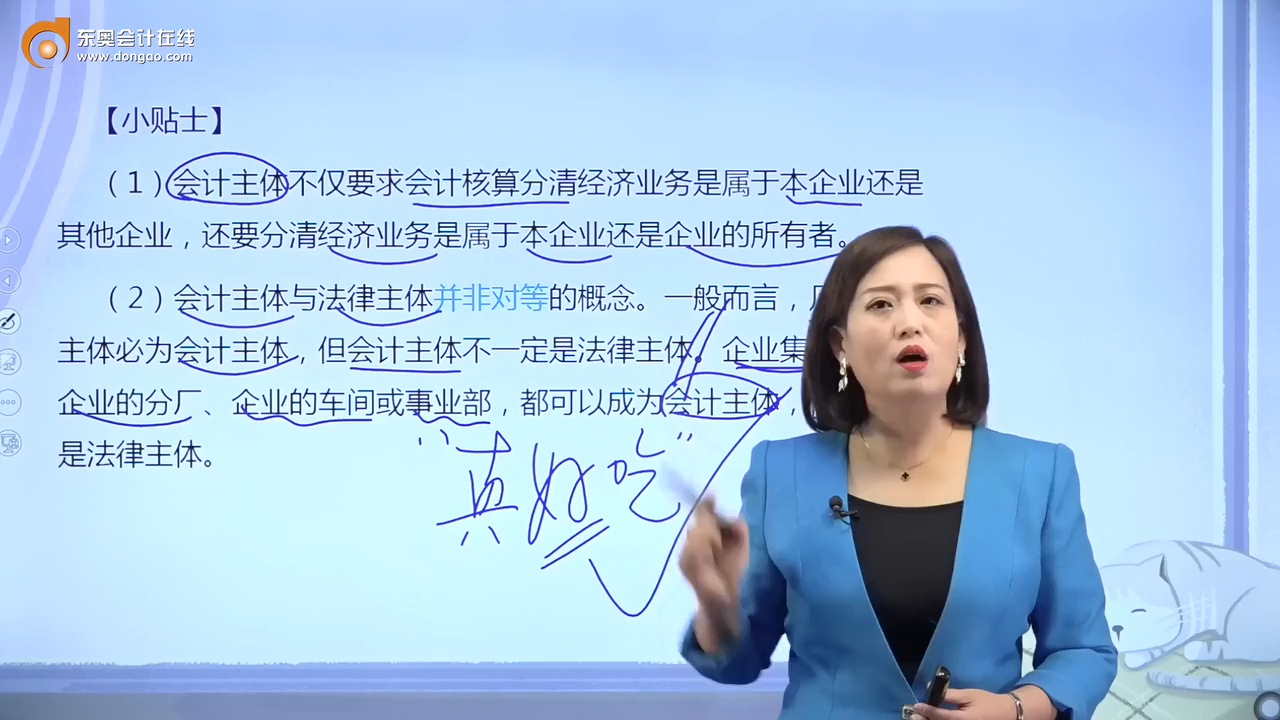 东奥会计在线
www.dongao.com
【小贴士】
（1）会计主体不仅要求会计核算分清经济业务是属于本企业还是
其他企业，还要分清经济业务是属于本企业还是企业的所有者。
（2）会计主体与法律主体并非对等的概念。一般而言，
主体必为会计主体，但会计主体不一定是法律主体。企业集
企业的分厂、企业的车间或事业部，都可以成为会计主体，
是法律主体。
“真好吃”